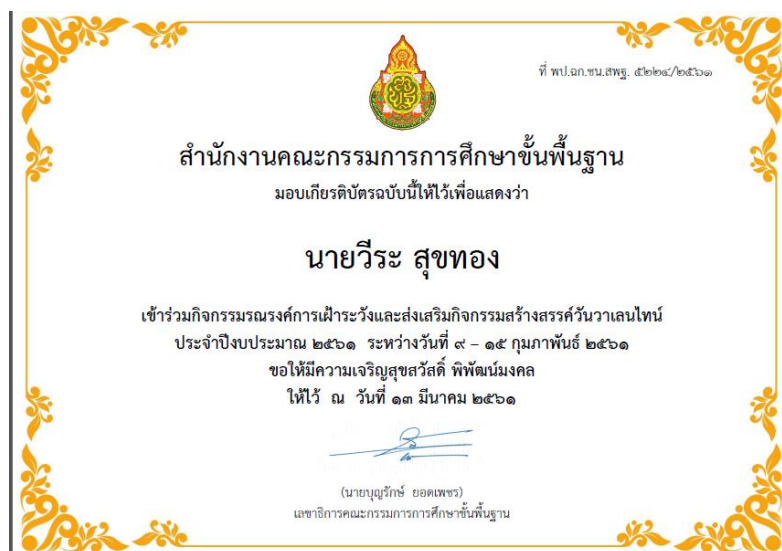 ที่ พป.ฉก.ชน.สพฐ. ๕๒๒๔/๒๕๖๑
สำนักงานคณะกรรมการการศึกษาขั้นพื้นฐาน
มอบเกียรติบัตรฉบับนี้ให้ไว้เพื่อแสดงว่า
นายวีระ สุขทอง
เข้าร่วมกิจกรรมรณรงค์การเฝ้าระวังและส่งเสริมกิจกรรมสร้างสรรค์วันวาเลนไทน์
ประจำปีงบประมาณ ๒๕๖๑ ระหว่างวันที่ ๙ – ๑๕ กุมภาพันธ์ ๒๕๖๑
ขอให้มีความเจริญสุขสวัสดิ์ พิพัฒน์มงคล
ให้ไว้ ณ วันที่ ๑๓ มีนาคม ๒๕๖๑
(นายบุญรักษ์ ยอดเพชร)
เลขาธิการคณะกรรมการการศึกษาขั้นพื้นฐาน